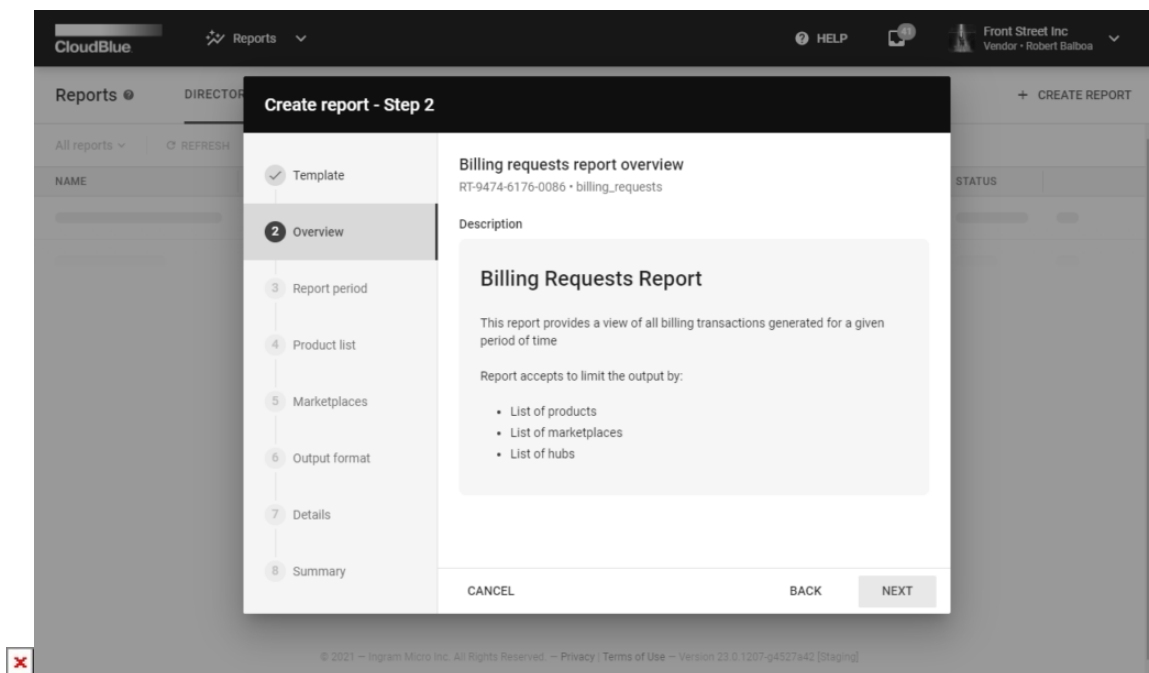 CloudBlue
Reports
HELP
41
Front Street Inc
Vendor • Robert Balboa
Reports
DIRECTOR
+ CREATE REPORT
All reports
REFRESH
NAME
STATUS
Create report - Step 2
Template
2 Overview
3 Report period
4 Product list
5 Marketplaces
6 Output format
7 Details
8 Summary
Billing requests report overview
RT-9474-6176-0086 • billing_requests
Description
Billing Requests Report
This report provides a view of all billing transactions generated for a given
period of time
Report accepts to limit the output by:
• List of products
• List of marketplaces
• List of hubs
CANCEL
BACK
NEXT
© 2021 — Ingram Micro Inc. All Rights Reserved. — Privacy | Terms of Use — Version 23.0.1207-g4527a42 [Staging]